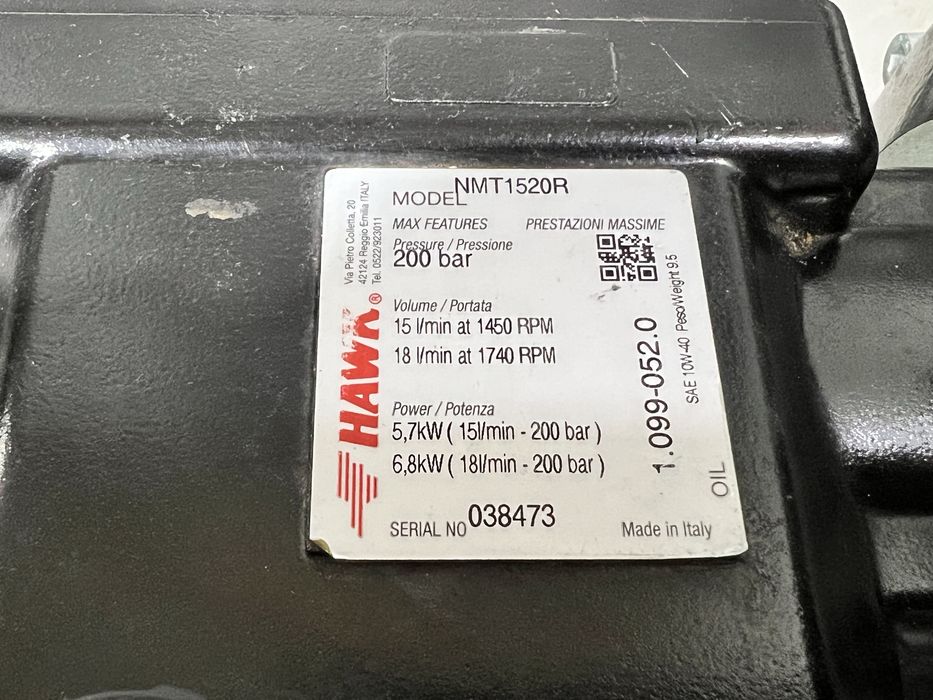 MODEL NMT1520R
MAX FEATURES PRESTAZIONI MASSIME
Pressure / Pressione
200 bar
Volume / Portata
15 l/min at 1450 RPM
18 l/min at 1740 RPM
Power / Potenza
5,7kW ( 15l/min - 200 bar )
6,8kW ( 18l/min - 200 bar )
SERIAL NO 038473
Made in Italy
Via Pietro Colletta, 20
42124 Reggio Emilia ITALY
Tel. 0522/923011
HAWK®
1.099-052.0
OIL SAE 10W-40 Peso/Weight 9.5